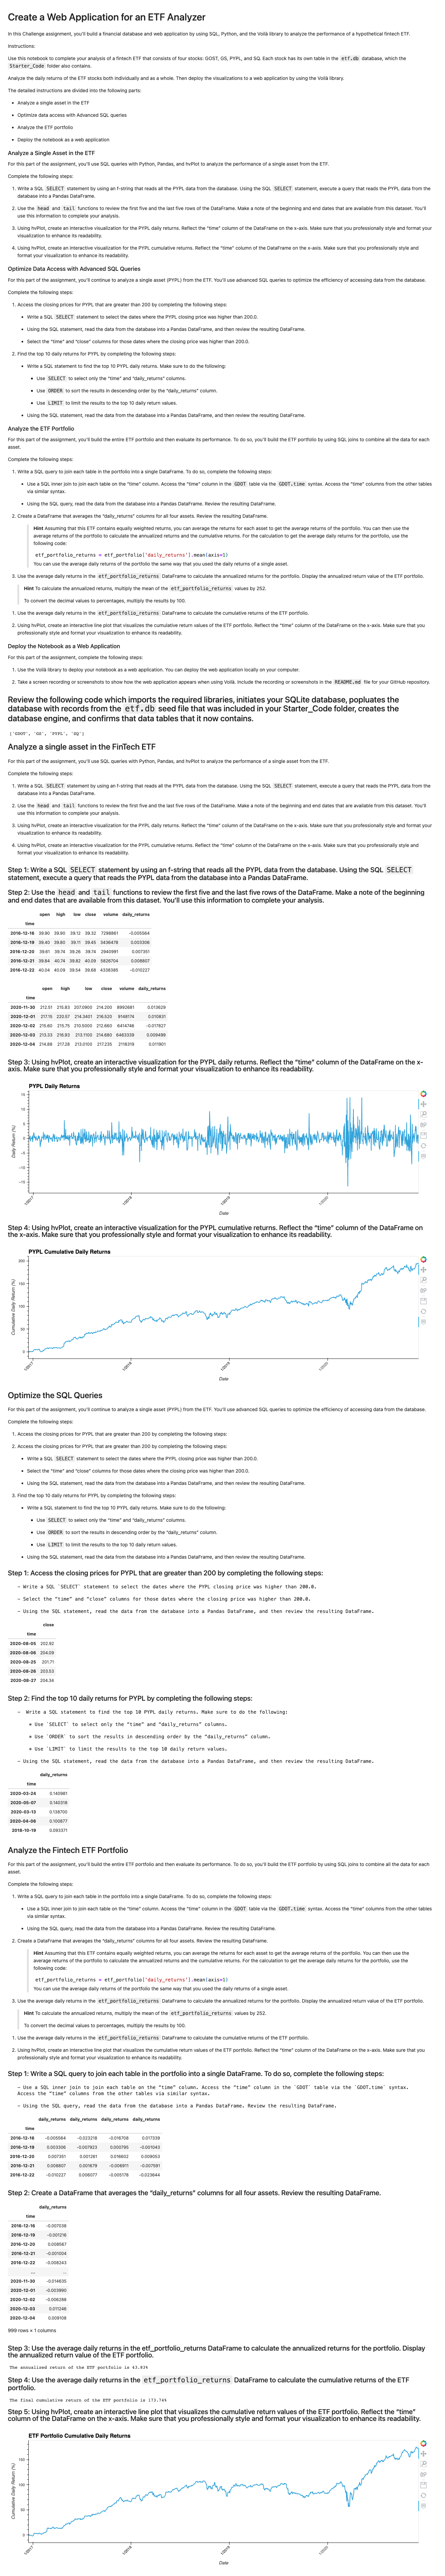 Create a Web Application for an ETF Analyzer
In this Challenge assignment, you'll build a financial database and web application by using SQL, Python, and the Voilà library to analyze the performance of a hypothetical fintech ETF.
Instructions:
Use this notebook to complete your analysis of a fintech ETF that consists of four stocks: GOST, GS, PYPL, and SQ. Each stock has its own table in the etf.db database, which the
Starter_Code folder also contains.
Analyze the daily returns of the ETF stocks both individually and as a whole. Then deploy the visualizations to a web application by using the Voilà library.
The detailed instructions are divided into the following parts:
• Analyze a single asset in the ETF
• Optimize data access with Advanced SQL queries
• Analyze the ETF portfolio
• Deploy the notebook as a web application
Analyze a Single Asset in the ETF
For this part of the assignment, you'll use SQL queries with Python, Pandas, and hvPlot to analyze the performance of a single asset from the ETF.
Complete the following steps:
1. Write a SQL SELECT statement by using an f-string that reads all the PYPL data from the database. Using the SQL SELECT statement, execute a query that reads the PYPL data from the
database into a Pandas DataFrame.
2. Use the head and tail functions to review the first five and the last five rows of the DataFrame. Make a note of the beginning and end dates that are available from this dataset. You'll
use this information to complete your analysis.
3. Using hvPlot, create an interactive visualization for the PYPL daily returns. Reflect the "time" column of the DataFrame on the x-axis. Make sure that you professionally style and format your
visualization to enhance its readability.
4. Using hvPlot, create an interactive visualization for the PYPL cumulative returns. Reflect the "time" column of the DataFrame on the x-axis. Make sure that you professionally style and
format your visualization to enhance its readability.
Optimize Data Access with Advanced SQL Queries
For this part of the assignment, you'll continue to analyze a single asset (PYPL) from the ETF. You'll use advanced SQL queries to optimize the efficiency of accessing data from the database.
Complete the following steps:
1. Access the closing prices for PYPL that are greater than 200 by completing the following steps:
• Write a SQL SELECT statement to select the dates where the PYPL closing price was higher than 200.0.
• Using the SQL statement, read the data from the database into a Pandas DataFrame, and then review the resulting DataFrame.
• Select the "time" and "close" columns for those dates where the closing price was higher than 200.0.
2. Find the top 10 daily returns for PYPL by completing the following steps:
• Write a SQL statement to find the top 10 PYPL daily returns. Make sure to do the following:
▪ Use SELECT to select only the "time" and "daily_returns" columns.
▪ Use ORDER to sort the results in descending order by the "daily_returns" column.
▪ Use LIMIT to limit the results to the top 10 daily return values.
• Using the SQL statement, read the data from the database into a Pandas DataFrame, and then review the resulting DataFrame.
Analyze the ETF Portfolio
For this part of the assignment, you'll build the entire ETF portfolio and then evaluate its performance. To do so, you'll build the ETF portfolio by using SQL joins to combine all the data for each
asset.
Complete the following steps:
1. Write a SQL query to join each table in the portfolio into a single DataFrame. To do so, complete the following steps:
• Use a SQL inner join to join each table on the "time" column. Access the "time" column in the GDOT table via the GDOT.time syntax. Access the "time" columns from the other tables
via similar syntax.
• Using the SQL query, read the data from the database into a Pandas DataFrame. Review the resulting DataFrame.
2. Create a DataFrame that averages the "daily_returns" columns for all four assets. Review the resulting DataFrame.
Hint Assuming that this ETF contains equally weighted returns, you can average the returns for each asset to get the average returns of the portfolio. You can then use the
average returns of the portfolio to calculate the annualized returns and the cumulative returns. For the calculation to get the average daily returns for the portfolio, use the
following code:
etf_portfolio_returns = etf_portfolio['daily_returns'].mean(axis=1)
You can use the average daily returns of the portfolio the same way that you used the daily returns of a single asset.
3. Use the average daily returns in the etf_portfolio_returns DataFrame to calculate the annualized returns for the portfolio. Display the annualized return value of the ETF portfolio.
Hint To calculate the annualized returns, multiply the mean of the etf_portfolio_returns values by 252.
To convert the decimal values to percentages, multiply the results by 100.
1. Use the average daily returns in the etf_portfolio_returns DataFrame to calculate the cumulative returns of the ETF portfolio.
2. Using hvPlot, create an interactive line plot that visualizes the cumulative return values of the ETF portfolio. Reflect the "time" column of the DataFrame on the x-axis. Make sure that you
professionally style and format your visualization to enhance its readability.
Deploy the Notebook as a Web Application
For this part of the assignment, complete the following steps:
1. Use the Voilà library to deploy your notebook as a web application. You can deploy the web application locally on your computer.
2. Take a screen recording or screenshots to show how the web application appears when using Voilà. Include the recording or screenshots in the README.md file for your GitHub repository.
Review the following code which imports the required libraries, initiates your SQLite database, popluates the
database with records from the etf.db seed file that was included in your Starter_Code folder, creates the
database engine, and confirms that data tables that it now contains.
['GDOT', 'GS', 'PYPL', 'SQ']
Analyze a single asset in the FinTech ETF
For this part of the assignment, you'll use SQL queries with Python, Pandas, and hvPlot to analyze the performance of a single asset from the ETF.
Complete the following steps:
1. Write a SQL SELECT statement by using an f-string that reads all the PYPL data from the database. Using the SQL SELECT statement, execute a query that reads the PYPL data from the
database into a Pandas DataFrame.
2. Use the head and tail functions to review the first five and the last five rows of the DataFrame. Make a note of the beginning and end dates that are available from this dataset. You'll
use this information to complete your analysis.
3. Using hvPlot, create an interactive visualization for the PYPL daily returns. Reflect the "time" column of the DataFrame on the x-axis. Make sure that you professionally style and format your
visualization to enhance its readability.
4. Using hvPlot, create an interactive visualization for the PYPL cumulative returns. Reflect the "time" column of the DataFrame on the x-axis. Make sure that you professionally style and
format your visualization to enhance its readability.
Step 1: Write a SQL SELECT statement by using an f-string that reads all the PYPL data from the database. Using the SQL SELECT
statement, execute a query that reads the PYPL data from the database into a Pandas DataFrame.
Step 2: Use the head and tail functions to review the first five and the last five rows of the DataFrame. Make a note of the beginning
and end dates that are available from this dataset. You'll use this information to complete your analysis.
open high low close volume daily_returns
time
2016-12-16 39.90 39.90 39.12 39.32 7298861 -0.005564
2016-12-19 39.40 39.80 39.11 39.45 3436478 0.003306
2016-12-20 39.61 39.74 39.26 39.74 2940991 0.007351
2016-12-21 39.84 40.74 39.82 40.09 5826704 0.008807
2016-12-22 40.04 40.09 39.54 39.68 4338385 -0.010227
open high low close volume daily_returns
time
2020-11-30 212.51 215.83 207.0900 214.200 8992681 0.013629
2020-12-01 217.15 220.57 214.3401 216.520 9148174 0.010831
2020-12-02 215.60 216.75 210.5000 212.660 6414746 -0.017827
2020-12-03 213.33 216.93 213.1100 214.680 6463339 0.009499
2020-12-04 214.88 217.28 213.0100 217.235 2118319 0.011901
Step 3: Using hvPlot, create an interactive visualization for the PYPL daily returns. Reflect the "time" column of the DataFrame on the x-
axis. Make sure that you professionally style and format your visualization to enhance its readability.
PYPL Daily Returns
Daily Return (%)
15
10
5
0
−5
−10
−15
1/2017 1/2018 1/2019 1/2020
Date
Step 4: Using hvPlot, create an interactive visualization for the PYPL cumulative returns. Reflect the "time" column of the DataFrame on
the x-axis. Make sure that you professionally style and format your visualization to enhance its readability.
PYPL Cumulative Daily Returns
Cumulative Daily Return (%)
200
150
100
50
0
1/2017 1/2018 1/2019 1/2020
Date
Optimize the SQL Queries
For this part of the assignment, you'll continue to analyze a single asset (PYPL) from the ETF. You'll use advanced SQL queries to optimize the efficiency of accessing data from the database.
Complete the following steps:
1. Access the closing prices for PYPL that are greater than 200 by completing the following steps:
2. Access the closing prices for PYPL that are greater than 200 by completing the following steps:
• Write a SQL SELECT statement to select the dates where the PYPL closing price was higher than 200.0.
• Select the "time" and "close" columns for those dates where the closing price was higher than 200.0.
• Using the SQL statement, read the data from the database into a Pandas DataFrame, and then review the resulting DataFrame.
3. Find the top 10 daily returns for PYPL by completing the following steps:
• Write a SQL statement to find the top 10 PYPL daily returns. Make sure to do the following:
▪ Use SELECT to select only the "time" and "daily_returns" columns.
▪ Use ORDER to sort the results in descending order by the "daily_returns" column.
▪ Use LIMIT to limit the results to the top 10 daily return values.
• Using the SQL statement, read the data from the database into a Pandas DataFrame, and then review the resulting DataFrame.
Step 1: Access the closing prices for PYPL that are greater than 200 by completing the following steps:
- Write a SQL `SELECT` statement to select the dates where the PYPL closing price was higher than 200.0.
- Select the "time" and "close" columns for those dates where the closing price was higher than 200.0.
- Using the SQL statement, read the data from the database into a Pandas DataFrame, and then review the resulting DataFrame.
close
time
2020-08-05 202.92
2020-08-06 204.09
2020-08-25 201.71
2020-08-26 203.53
2020-08-27 204.34
Step 2: Find the top 10 daily returns for PYPL by completing the following steps:
- Write a SQL statement to find the top 10 PYPL daily returns. Make sure to do the following:
* Use `SELECT` to select only the "time" and "daily_returns" columns.
* Use `ORDER` to sort the results in descending order by the "daily_returns" column.
* Use `LIMIT` to limit the results to the top 10 daily return values.
- Using the SQL statement, read the data from the database into a Pandas DataFrame, and then review the resulting DataFrame.
daily_returns
time
2020-03-24 0.140981
2020-05-07 0.140318
2020-03-13 0.138700
2020-04-06 0.100877
2018-10-19 0.093371
Analyze the Fintech ETF Portfolio
For this part of the assignment, you'll build the entire ETF portfolio and then evaluate its performance. To do so, you'll build the ETF portfolio by using SQL joins to combine all the data for each
asset.
Complete the following steps:
1. Write a SQL query to join each table in the portfolio into a single DataFrame. To do so, complete the following steps:
• Use a SQL inner join to join each table on the "time" column. Access the "time" column in the GDOT table via the GDOT.time syntax. Access the "time" columns from the other tables
via similar syntax.
• Using the SQL query, read the data from the database into a Pandas DataFrame. Review the resulting DataFrame.
2. Create a DataFrame that averages the "daily_returns" columns for all four assets. Review the resulting DataFrame.
Hint Assuming that this ETF contains equally weighted returns, you can average the returns for each asset to get the average returns of the portfolio. You can then use the
average returns of the portfolio to calculate the annualized returns and the cumulative returns. For the calculation to get the average daily returns for the portfolio, use the
following code:
etf_portfolio_returns = etf_portfolio['daily_returns'].mean(axis=1)
You can use the average daily returns of the portfolio the same way that you used the daily returns of a single asset.
3. Use the average daily returns in the etf_portfolio_returns DataFrame to calculate the annualized returns for the portfolio. Display the annualized return value of the ETF portfolio.
Hint To calculate the annualized returns, multiply the mean of the etf_portfolio_returns values by 252.
To convert the decimal values to percentages, multiply the results by 100.
1. Use the average daily returns in the etf_portfolio_returns DataFrame to calculate the cumulative returns of the ETF portfolio.
2. Using hvPlot, create an interactive line plot that visualizes the cumulative return values of the ETF portfolio. Reflect the "time" column of the DataFrame on the x-axis. Make sure that you
professionally style and format your visualization to enhance its readability.
Step 1: Write a SQL query to join each table in the portfolio into a single DataFrame. To do so, complete the following steps:
- Use a SQL inner join to join each table on the "time" column. Access the "time" column in the `GDOT` table via the `GDOT.time` syntax.
Access the "time" columns from the other tables via similar syntax.
- Using the SQL query, read the data from the database into a Pandas DataFrame. Review the resulting DataFrame.
daily_returns daily_returns daily_returns daily_returns
time
2016-12-16 -0.005564 -0.023218 -0.016708 0.017339
2016-12-19 0.003306 -0.007923 0.000795 -0.001043
2016-12-20 0.007351 0.001261 0.016602 0.009053
2016-12-21 0.008807 0.001679 -0.006911 -0.007591
2016-12-22 -0.010227 0.006077 -0.005178 -0.023644
Step 2: Create a DataFrame that averages the "daily_returns" columns for all four assets. Review the resulting DataFrame.
daily_returns
time
2016-12-16 -0.007038
2016-12-19 -0.001216
2016-12-20 0.008567
2016-12-21 -0.001004
2016-12-22 -0.008243
... ...
2020-11-30 -0.014635
2020-12-01 -0.003960
2020-12-02 -0.006286
2020-12-03 0.011246
2020-12-04 0.009108
999 rows × 1 columns
Step 3: Use the average daily returns in the etf_portfolio_returns DataFrame to calculate the annualized returns for the portfolio. Display
the annualized return value of the ETF portfolio.
The annualized return of the ETF portfolio is 43.83%
Step 4: Use the average daily returns in the etf_portfolio_returns DataFrame to calculate the cumulative returns of the ETF
portfolio.
The final cumulative return of the ETF portfolio is 173.74%
Step 5: Using hvPlot, create an interactive line plot that visualizes the cumulative return values of the ETF portfolio. Reflect the "time"
column of the DataFrame on the x-axis. Make sure that you professionally style and format your visualization to enhance its readability.
ETF Portfolio Cumulative Daily Returns
Cumulative Daily Return (%)
150
100
50
0
1/2017 1/2018 1/2019 1/2020
Date